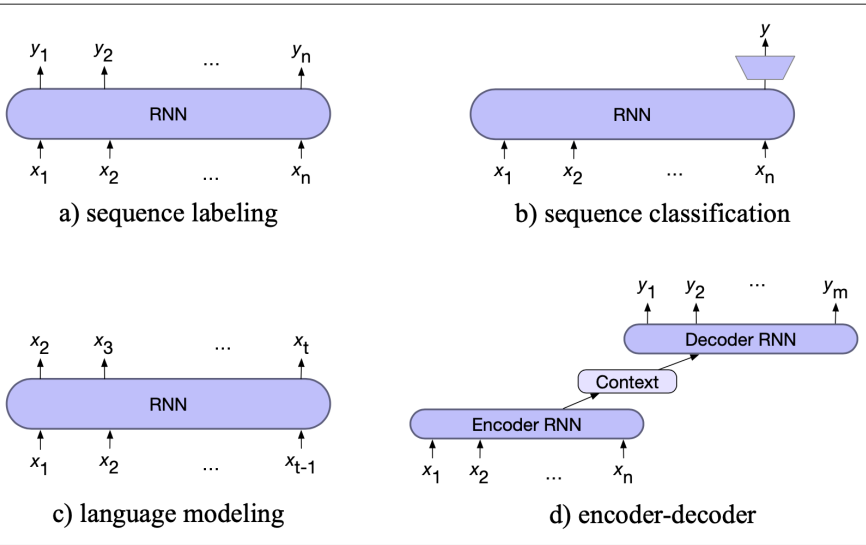 y1 y2 ... yn
RNN
x1 x2 ... xn
a) sequence labeling
y
RNN
x1 x2 ... xn
b) sequence classification
x2 x3 ... xt
RNN
x1 x2 ... xt-1
c) language modeling
y1 y2 ... ym
Decoder RNN
Context
Encoder RNN
x1 x2 ... xn
d) encoder-decoder